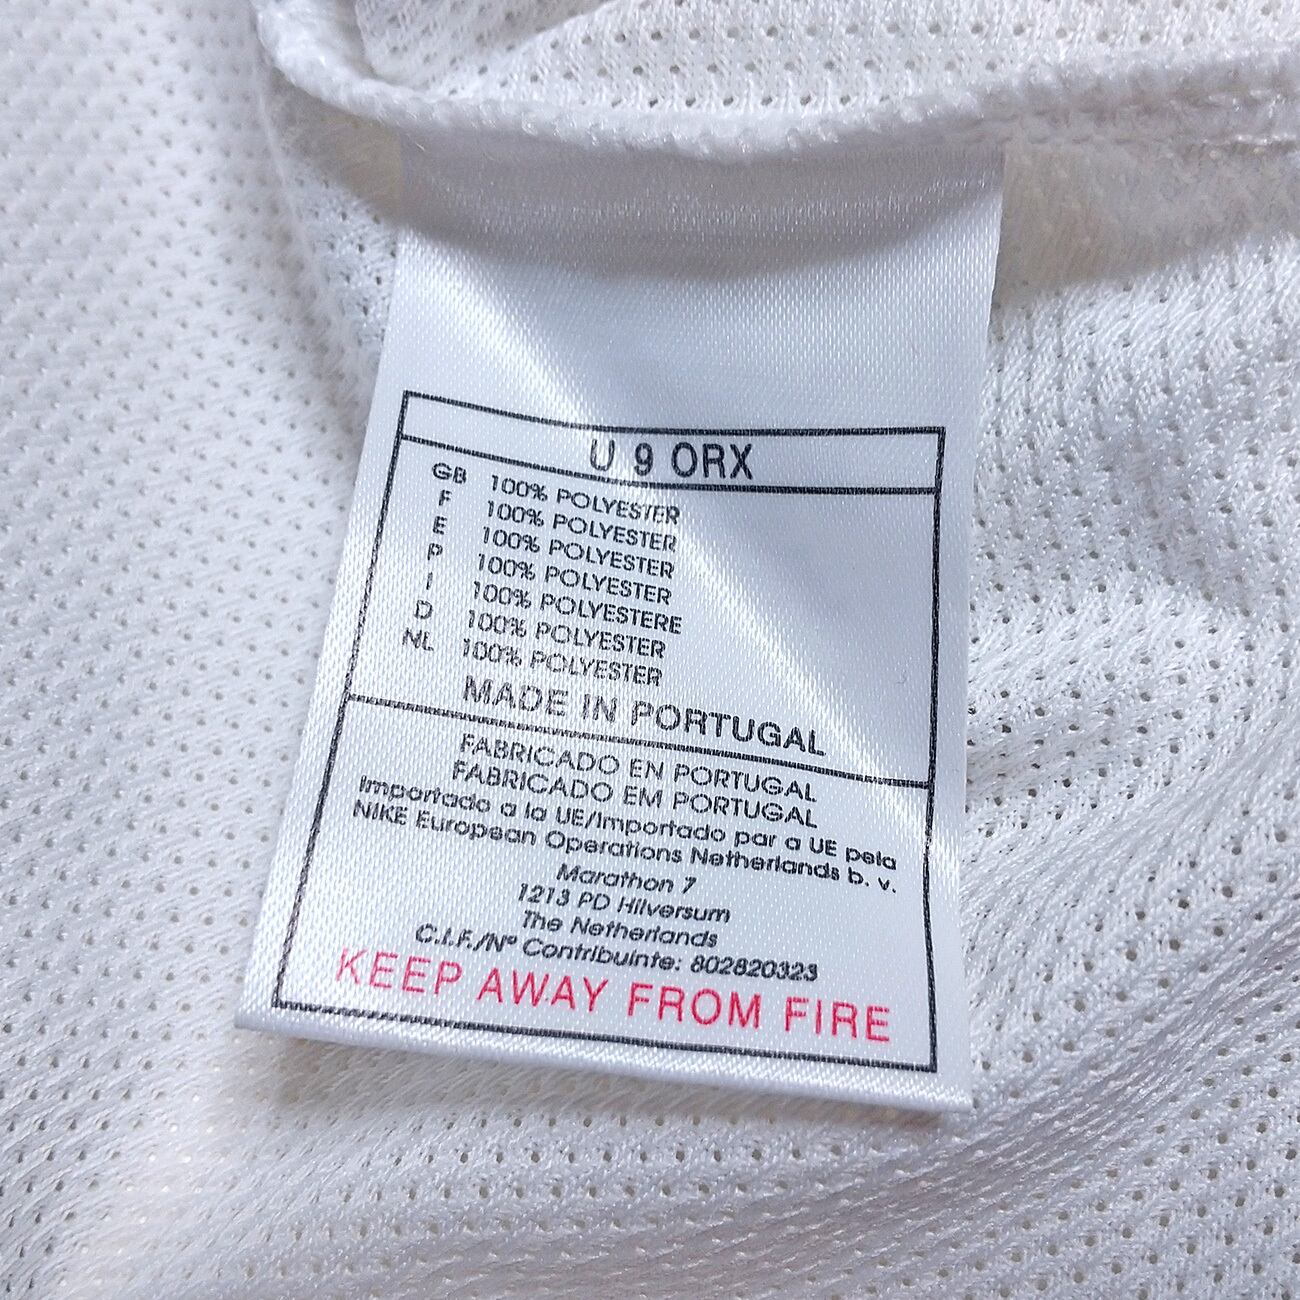 U 9 ORX
GB 100% POLYESTER
F 100% POLYESTER
E 100% POLYESTER
P 100% POLYESTER
I 100% POLYESTERE
D 100% POLYESTER
NL 100% POLYESTER
MADE IN PORTUGAL
FABRICADO EN PORTUGAL
FABRICADO EM PORTUGAL
Importado a la UE/Importado par a UE pela
NIKE European Operations Netherlands b. v.
Marathon 7
1213 PD Hilversum
The Netherlands
C.I.F./Nº Contribuinte: 802820323
KEEP AWAY FROM FIRE